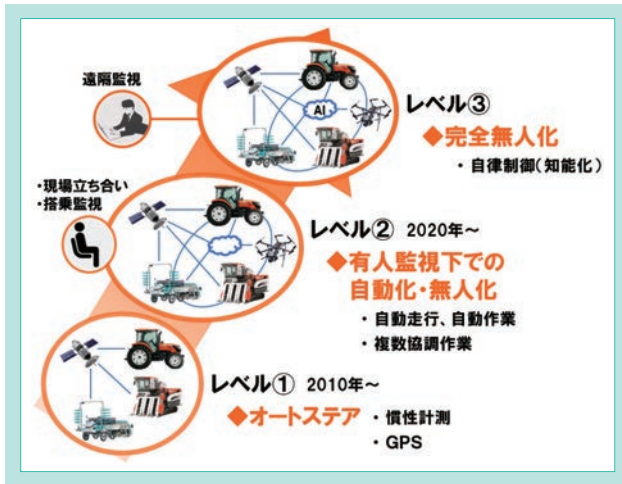 遠隔監視
AI
レベル③
◆完全無人化
・自律制御（知能化）
・現場立ち合い
・搭乗監視
レベル② 2020年～
◆有人監視下での
自動化・無人化
・自動走行、自動作業
・複数協調作業
レベル① 2010年～
◆オートステア ・慣性計測
・GPS